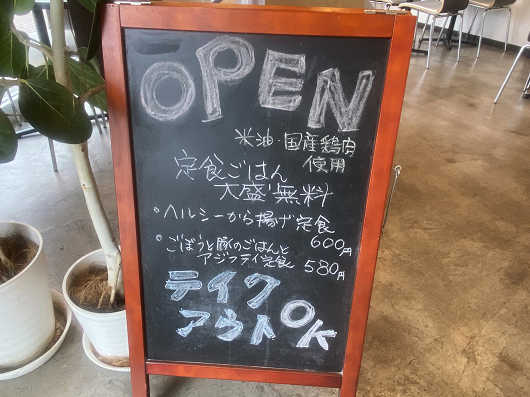 OPEN
米油・国産鶏肉
使用
定食ごはん
大盛無料
ヘルシーから揚げ定食
600円
ごぼうと豚のごはんと
アジフライ定食 580円
テイク
アウトOK